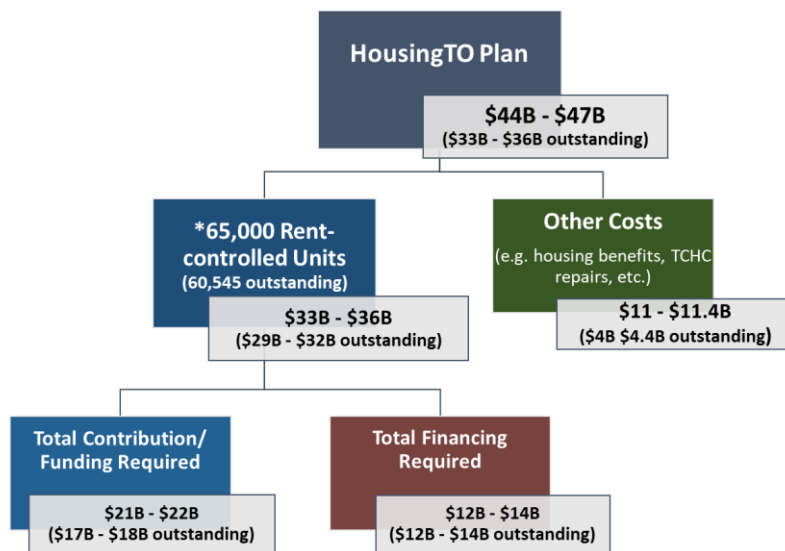 HousingTO Plan
$44B - $47B
($33B - $36B outstanding)
*65,000 Rent-
controlled Units
(60,545 outstanding)
$33B - $36B
($29B - $32B outstanding)
Other Costs
(e.g. housing benefits, TCHC
repairs, etc.)
$11 - $11.4B
($4B $4.4B outstanding)
Total Contribution/
Funding Required
$21B - $22B
($17B - $18B outstanding)
Total Financing
Required
$12B - $14B
($12B - $14B outstanding)